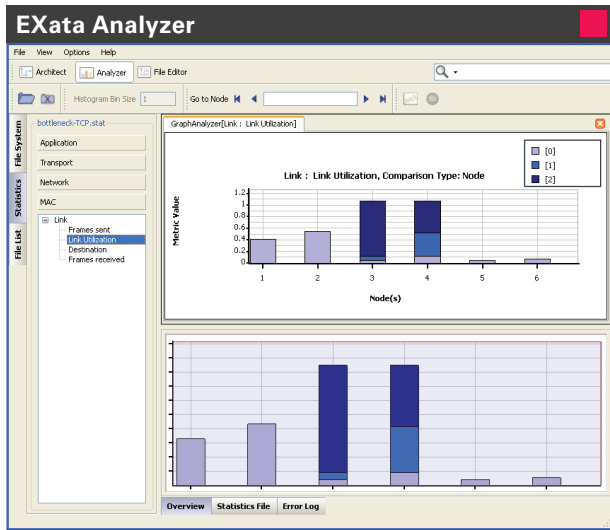 EXata Analyzer
File View Options Help
Architect Analyzer File Editor
Histogram Bin Size 1 Go to Node
File System
Statistics
File List
bottleneck-TCP.stat
Application
Transport
Network
MAC
Link
Frames sent
Link Utilization
Destination
Frames received
GraphAnalyzer[Link : Link Utilization]
[0]
[1]
[2]
Link : Link Utilization, Comparison Type: Node
Metric Value
1.2
1
0.8
0.6
0.4
0.2
0
1 2 3 4 5 6
Node(s)
Overview Statistics File Error Log